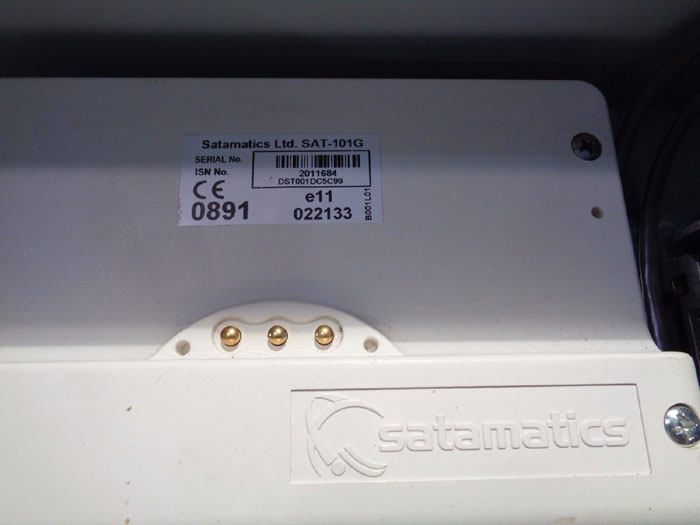 Satamatics Ltd. SAT-101G
SERIAL No.
2011684
ISN No.
DST001DC5C99
CE e11
0891 022133
B001L01
satamatics